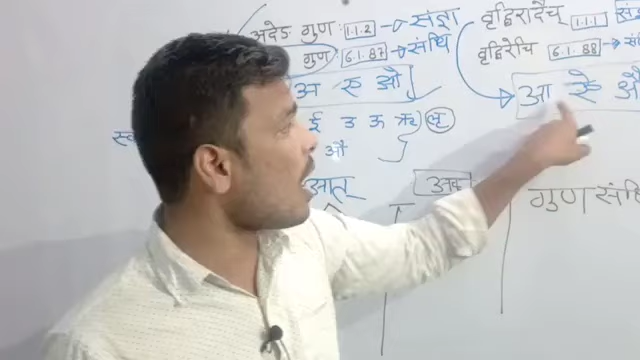 अदेङ गुणः 1-1-2 → संज्ञा
गुण 6.1.87 → संधि
अ ए ओ
ई उ ऊ ऋ लृ
औ
आत्
वृद्धिरादैच् 1-1-1
वृद्धिरेचि 6.1.88
आ ऐ औ
अक
गुण संधि